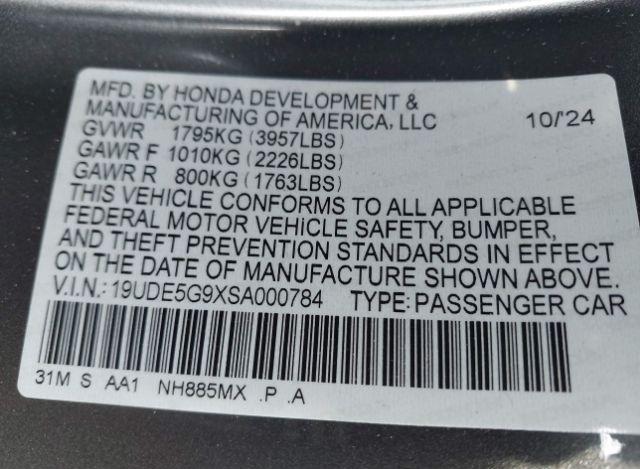 MFD. BY HONDA DEVELOPMENT &
MANUFACTURING OF AMERICA, LLC 10/'24
GVWR 1795KG (3957LBS)
GAWR F 1010KG (2226LBS)
GAWR R 800KG (1763LBS)
THIS VEHICLE CONFORMS TO ALL APPLICABLE
FEDERAL MOTOR VEHICLE SAFETY, BUMPER,
AND THEFT PREVENTION STANDARDS IN EFFECT
ON THE DATE OF MANUFACTURE SHOWN ABOVE.
V.I.N.: 19UDE5G9XSA000784 TYPE: PASSENGER CAR
31M S AA1 NH885MX .P .A